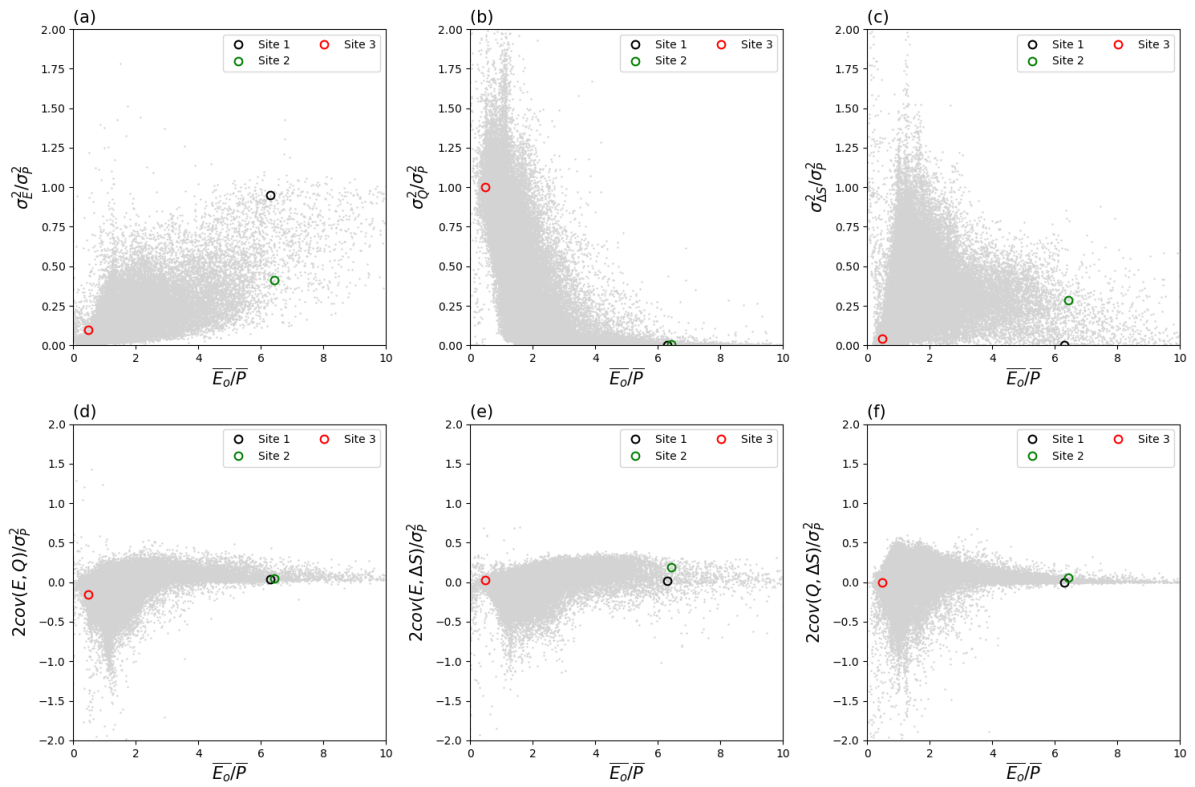 (a)
2.00
1.75
1.50
1.25
1.00
0.75
0.50
0.25
0.00
σ²_E/σ²_P
Site 1 Site 3
Site 2
0 2 4 6 8 10
E̅ₒ̅/P̅
(b)
2.00
1.75
1.50
1.25
1.00
0.75
0.50
0.25
0.00
σ²_Q/σ²_P
Site 1 Site 3
Site 2
0 2 4 6 8 10
E̅ₒ̅/P̅
(c)
2.00
1.75
1.50
1.25
1.00
0.75
0.50
0.25
0.00
σ²_ΔS/σ²_P
Site 1 Site 3
Site 2
0 2 4 6 8 10
E̅ₒ̅/P̅
(d)
2.0
1.5
1.0
0.5
0.0
−0.5
−1.0
−1.5
−2.0
2cov(E, Q)/σ²_P
Site 1 Site 3
Site 2
0 2 4 6 8 10
E̅ₒ̅/P̅
(e)
2.0
1.5
1.0
0.5
0.0
−0.5
−1.0
−1.5
−2.0
2cov(E, ΔS)/σ²_P
Site 1 Site 3
Site 2
0 2 4 6 8 10
E̅ₒ̅/P̅
(f)
2.0
1.5
1.0
0.5
0.0
−0.5
−1.0
−1.5
−2.0
2cov(Q, ΔS)/σ²_P
Site 1 Site 3
Site 2
0 2 4 6 8 10
E̅ₒ̅/P̅